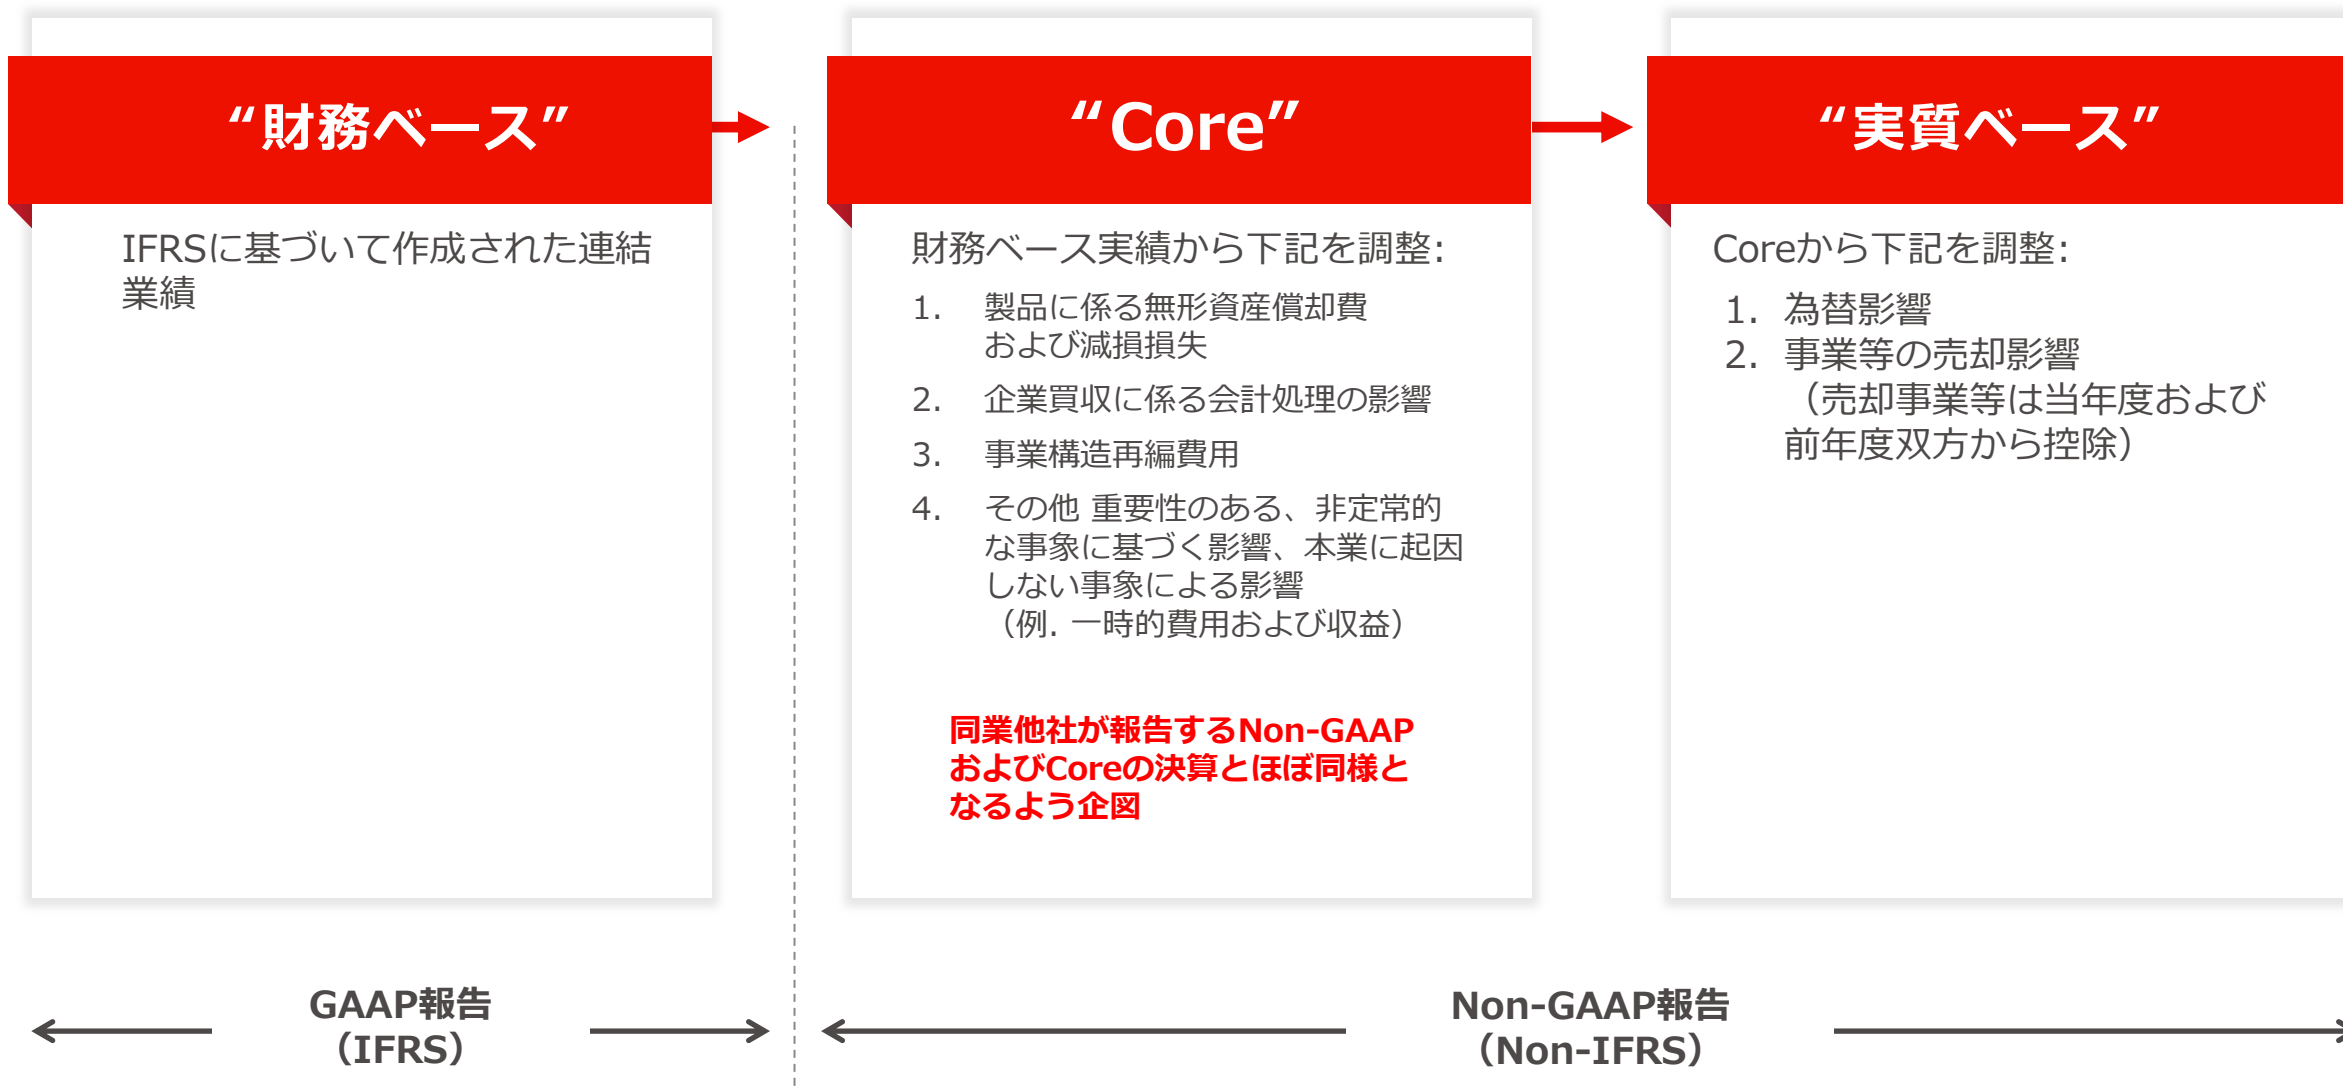 “財務ベース”
IFRSに基づいて作成された連結
業績
“Core”
財務ベース実績から下記を調整:
1. 製品に係る無形資産償却費
および減損損失
2. 企業買収に係る会計処理の影響
3. 事業構造再編費用
4. その他 重要性のある、非定常的
な事象に基づく影響、本業に起因
しない事象による影響
（例. 一時的費用および収益）
同業他社が報告するNon-GAAP
およびCoreの決算とほぼ同様と
なるよう企図
“実質ベース”
Coreから下記を調整:
1. 為替影響
2. 事業等の売却影響
（売却事業等は当年度および
前年度双方から控除）
GAAP報告
（IFRS）
Non-GAAP報告
（Non-IFRS）